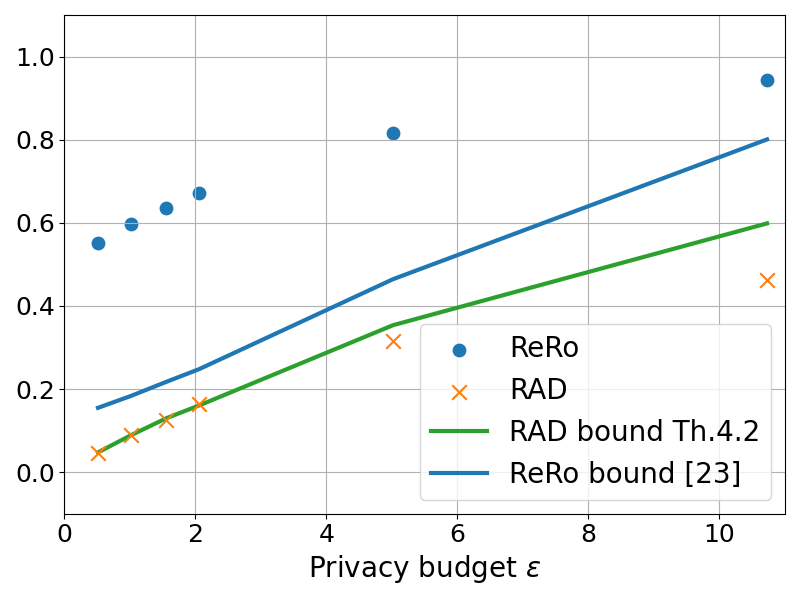 1.0
0.8
0.6
0.4
0.2
0.0
0 2 4 6 8 10
Privacy budget ε
ReRo
RAD
RAD bound Th.4.2
ReRo bound [23]